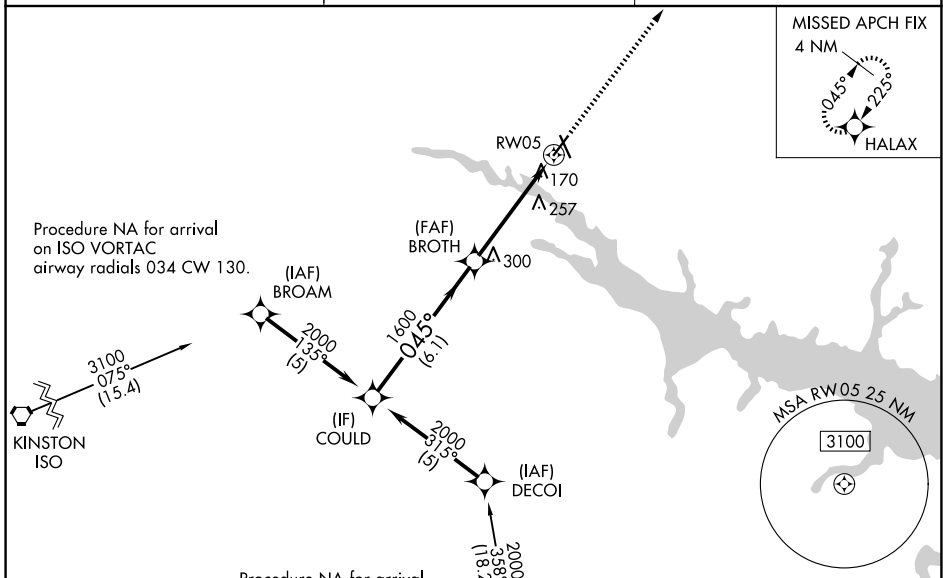 MISSED APCH FIX
4 NM
045°
225°
HALAX
RW05
170
257
(FAF)
BROTH
300
Procedure NA for arrival
on ISO VORTAC
airway radials 034 CW 130.
(IAF)
BROAM
2000
135°
(5)
1600
045°
(6.1)
3100
075°
(15.4)
KINSTON
ISO
(IF)
COULD
2000
315°
(5)
(IAF)
DECOI
MSA RW05 25 NM
3100
2000
358°
Procedure NA for arrival